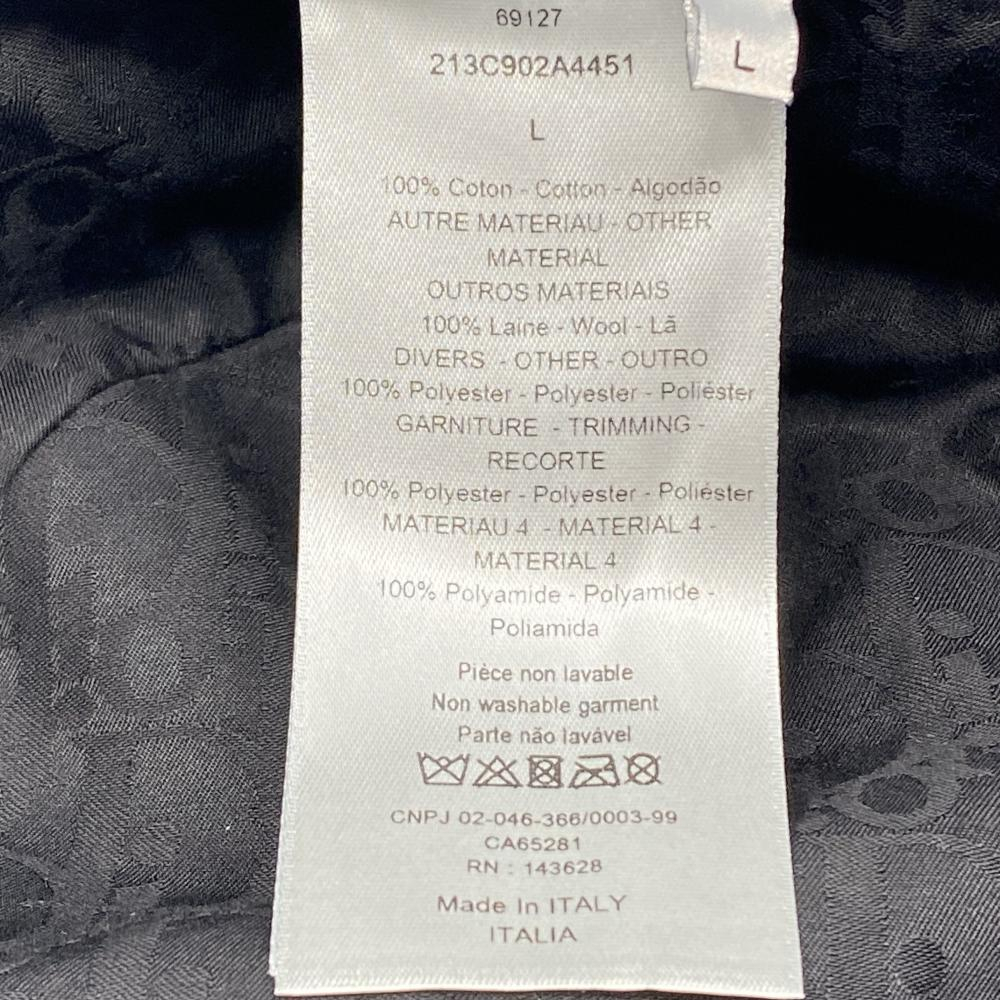 69127
213C902A4451
L
L
100% Coton - Cotton - Algodão
AUTRE MATERIAU - OTHER
MATERIAL
OUTROS MATERIAIS
100% Laine - Wool - Lã
DIVERS - OTHER - OUTRO
100% Polyester - Polyester - Poliéster
GARNITURE - TRIMMING -
RECORTE
100% Polyester - Polyester - Poliéster
MATERIAU 4 - MATERIAL 4 -
MATERIAL 4
100% Polyamide - Polyamide -
Poliamida
Pièce non lavable
Non washable garment
Parte não lavável
CNPJ 02-046-366/0003-99
CA65281
RN : 143628
Made In ITALY
ITALIA